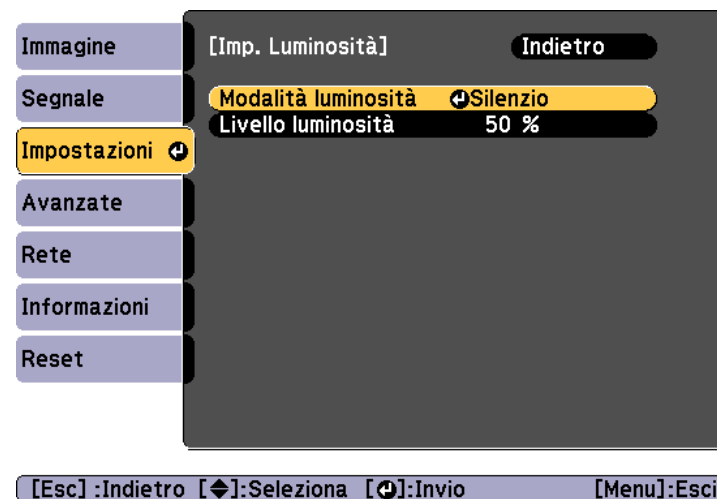 Immagine
[Imp. Luminosità] Indietro
Segnale
Modalità luminosità Silenzio
Livello luminosità 50 %
Impostazioni
Avanzate
Rete
Informazioni
Reset
[Esc] :Indietro [ ]:Seleziona [ ]:Invio [Menu]:Esci